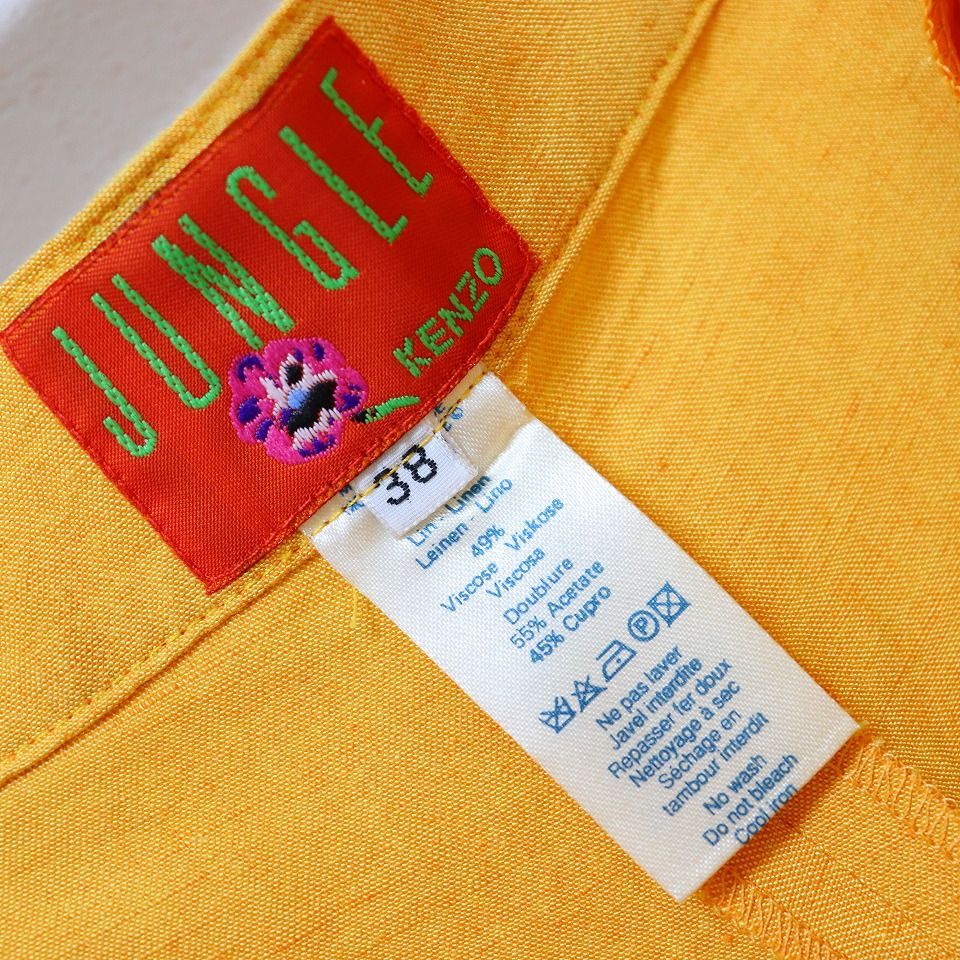 JUNGLE
KENZO
38
Lin - Linen
Leinen - Lino
49%
Viscose Viskose
Viscosa
Doublure
55% Acetate
45% Cupro
P
Ne pas laver
Javel interdite
Repasser fer doux
Nettoyage à sec
Séchage en
tambour interdit
No wash
Do not bleach
Cool iron